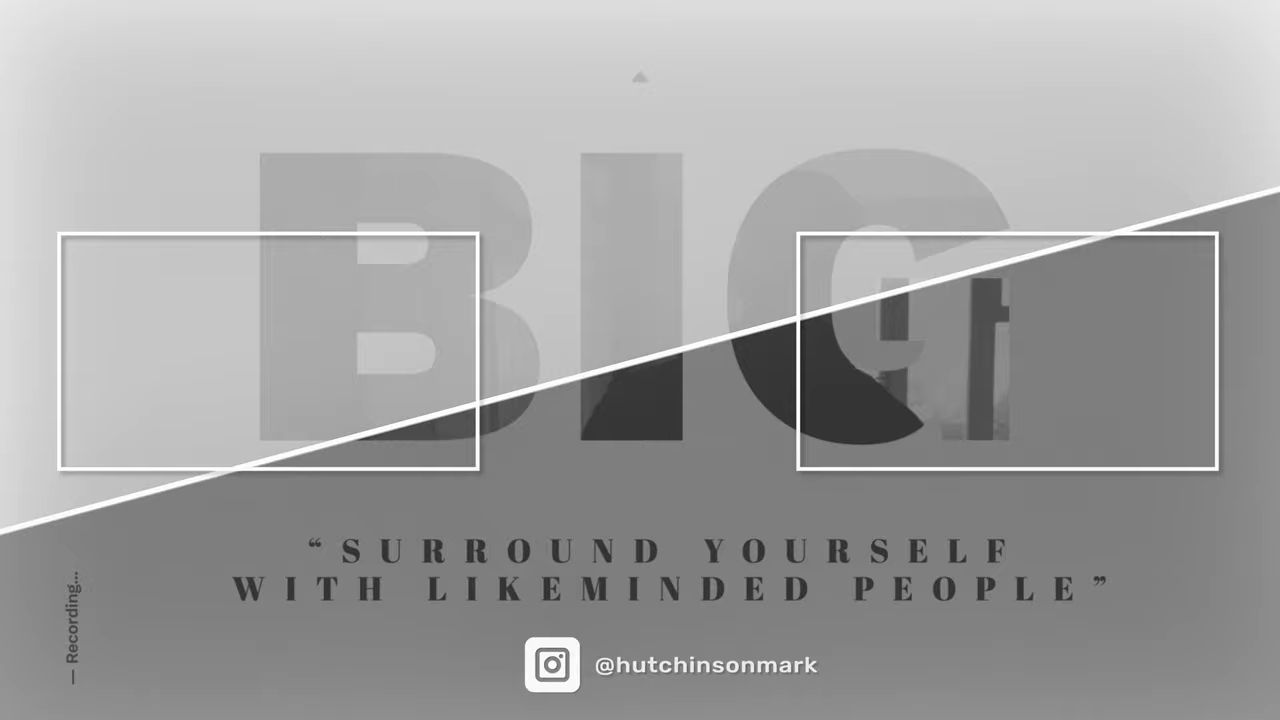 BIG
“SURROUND YOURSELF
WITH LIKEMINDED PEOPLE”
— Recording...
@hutchinsonmark